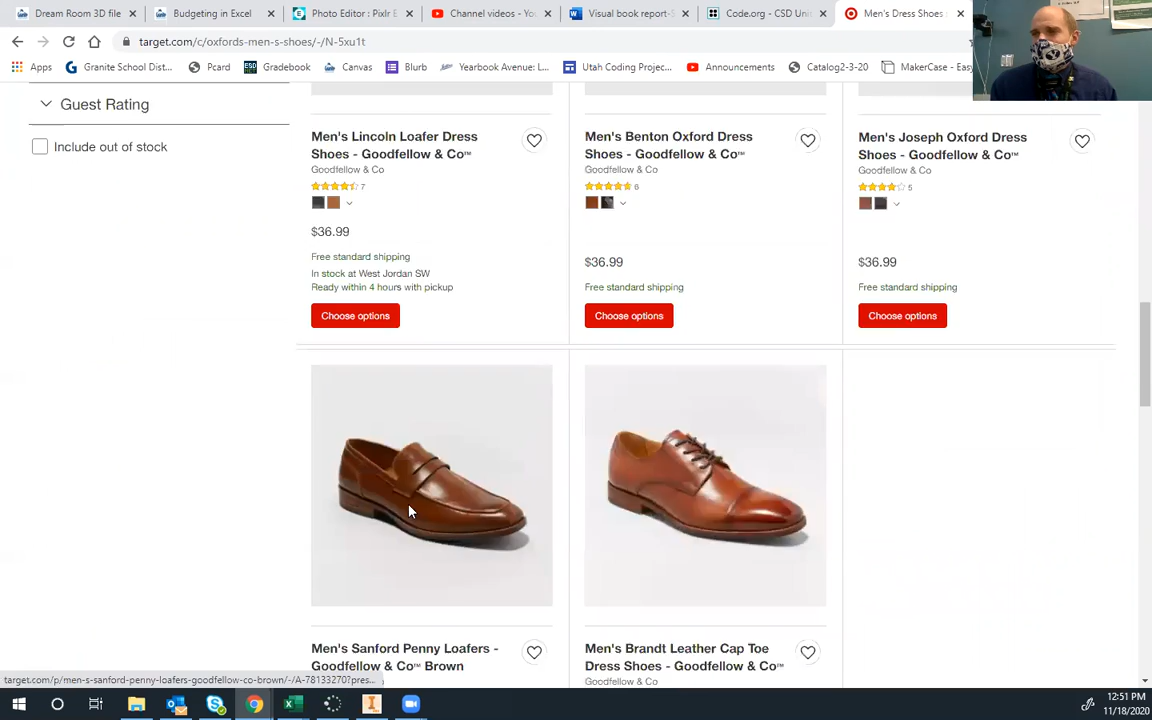 Dream Room 3D file
Budgeting in Excel
Photo Editor : Pixlr E
Channel videos - You
Visual book report-S
Code.org - CSD Uni
Men's Dress Shoes
target.com/c/oxfords-men-s-shoes/-/N-5xu1t
Apps
Granite School Dist...
Pcard
Gradebook
Canvas
Blurb
Yearbook Avenue: L...
Utah Coding Projec...
Announcements
Catalog2-3-20
MakerCase - Easy
Guest Rating
Include out of stock
Men's Lincoln Loafer Dress
Shoes - Goodfellow & Co™
Goodfellow & Co
7
$36.99
Free standard shipping
In stock at West Jordan SW
Ready within 4 hours with pickup
Choose options
Men's Benton Oxford Dress
Shoes - Goodfellow & Co™
Goodfellow & Co
6
$36.99
Free standard shipping
Choose options
Men's Joseph Oxford Dress
Shoes - Goodfellow & Co™
Goodfellow & Co
5
$36.99
Free standard shipping
Choose options
Men's Sanford Penny Loafers -
Goodfellow & Co™ Brown
Men's Brandt Leather Cap Toe
Dress Shoes - Goodfellow & Co™
Goodfellow & Co
target.com/p/men-s-sanford-penny-loafers-goodfellow-co-brown/-/A-78133270?pres...
12:51 PM
11/18/2020